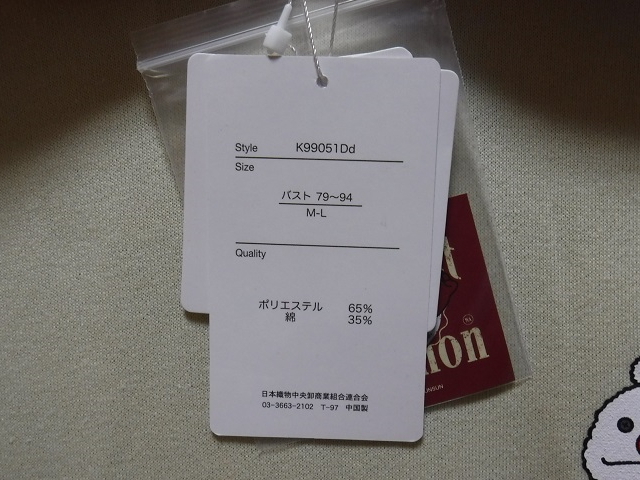 Style K99051Dd
Size
バスト 79～94
M-L
Quality
ポリエステル 65%
綿 35%
日本織物中央卸商業組合連合会
03-3663-2102 T-97 中国製